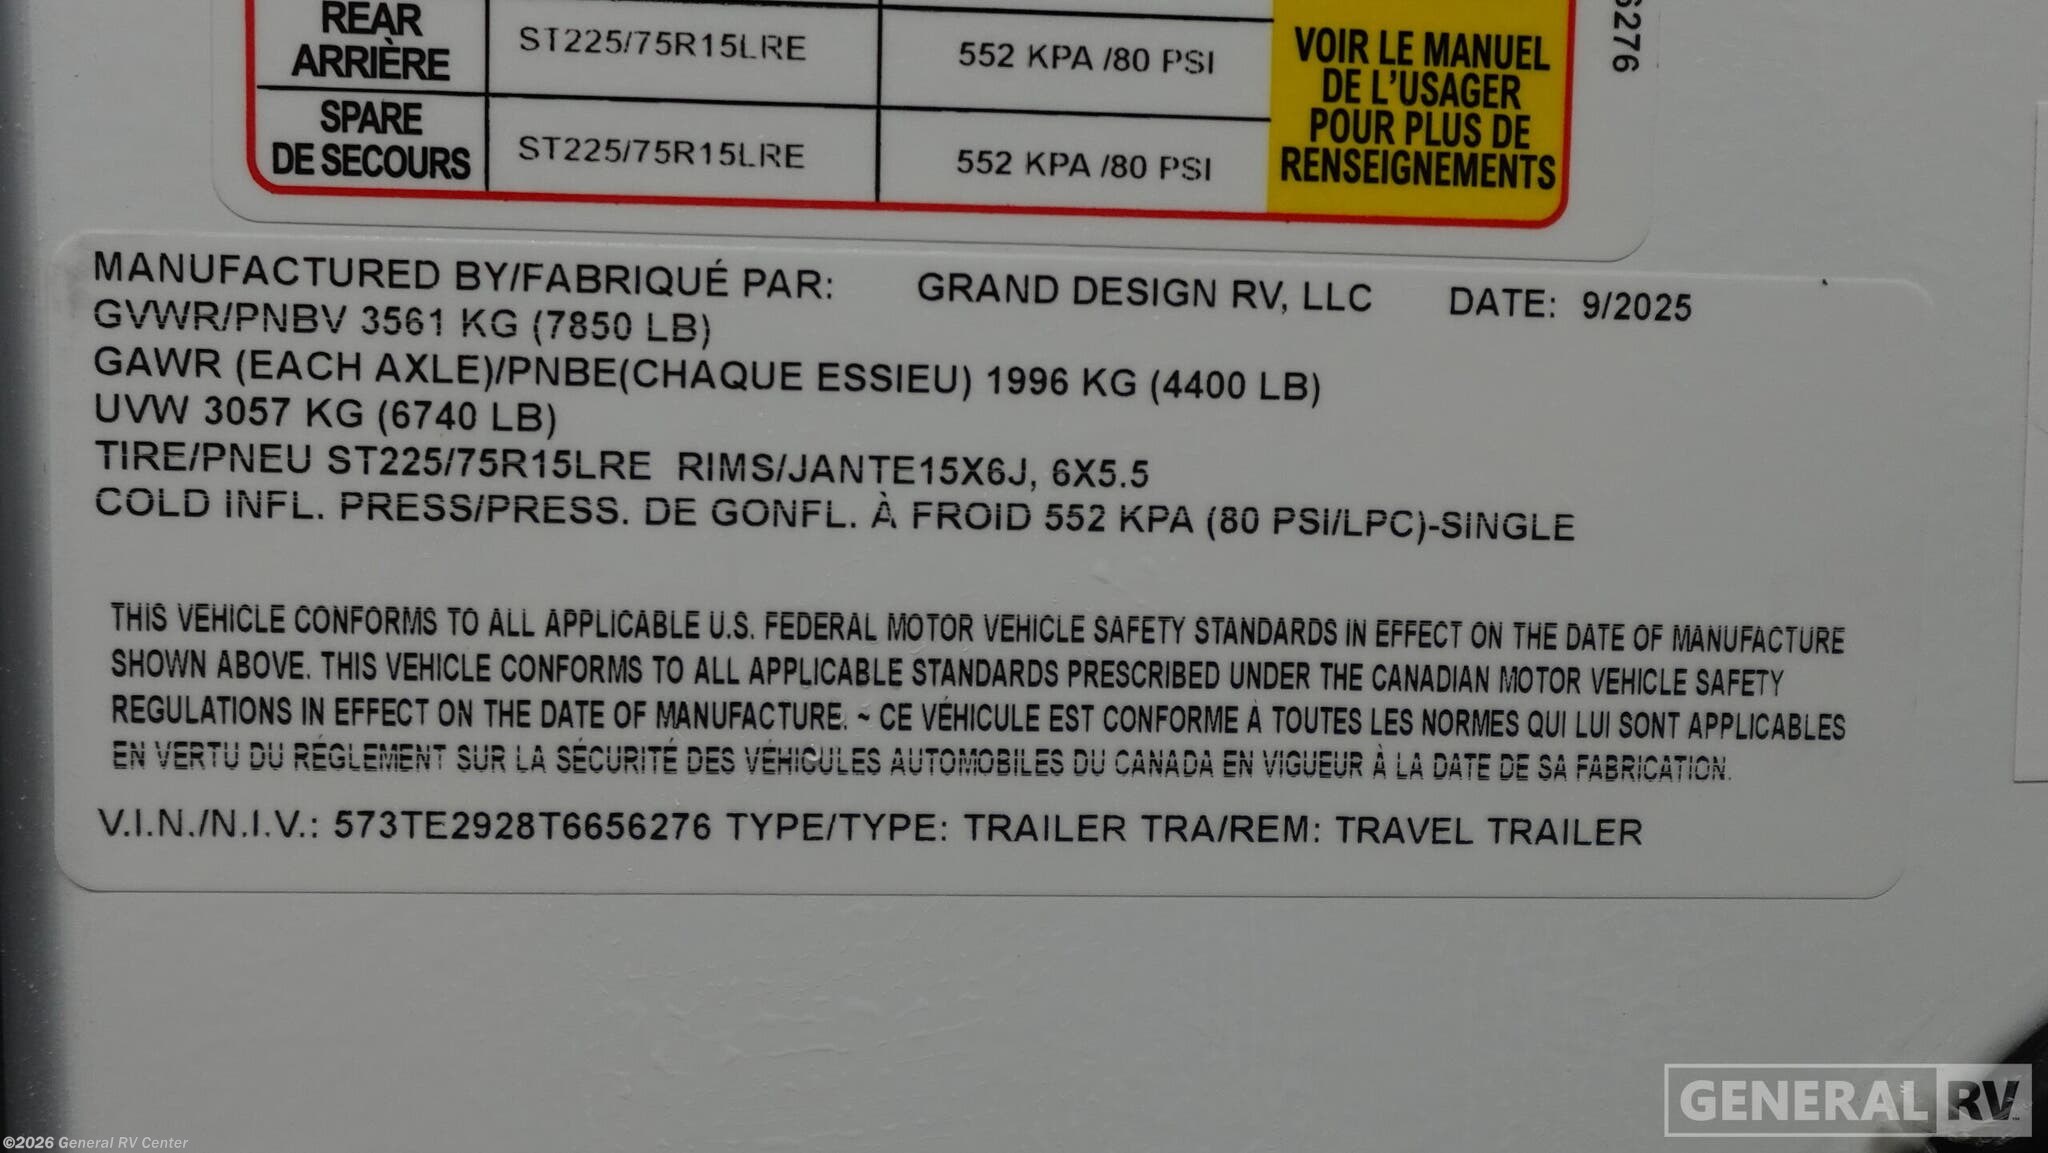 REAR
ARRIÈRE
ST225/75R15LRE
552 KPA /80 PSI
SPARE
DE SECOURS
ST225/75R15LRE
552 KPA /80 PSI
VOIR LE MANUEL
DE L'USAGER
POUR PLUS DE
RENSEIGNEMENTS
6276
MANUFACTURED BY/FABRIQUÉ PAR: GRAND DESIGN RV, LLC DATE: 9/2025
GVWR/PNBV 3561 KG (7850 LB)
GAWR (EACH AXLE)/PNBE(CHAQUE ESSIEU) 1996 KG (4400 LB)
UVW 3057 KG (6740 LB)
TIRE/PNEU ST225/75R15LRE RIMS/JANTE15X6J, 6X5.5
COLD INFL. PRESS/PRESS. DE GONFL. À FROID 552 KPA (80 PSI/LPC)-SINGLE
THIS VEHICLE CONFORMS TO ALL APPLICABLE U.S. FEDERAL MOTOR VEHICLE SAFETY STANDARDS IN EFFECT ON THE DATE OF MANUFACTURE
SHOWN ABOVE. THIS VEHICLE CONFORMS TO ALL APPLICABLE STANDARDS PRESCRIBED UNDER THE CANADIAN MOTOR VEHICLE SAFETY
REGULATIONS IN EFFECT ON THE DATE OF MANUFACTURE. ~ CE VÉHICULE EST CONFORME À TOUTES LES NORMES QUI LUI SONT APPLICABLES
EN VERTU DU RÉGLEMENT SUR LA SÉCURITÉ DES VÉHICULES AUTOMOBILES DU CANADA EN VIGUEUR À LA DATE DE SA FABRICATION.
V.I.N./N.I.V.: 573TE2928T6656276 TYPE/TYPE: TRAILER TRA/REM: TRAVEL TRAILER
GENERAL RV
©2026 General RV Center